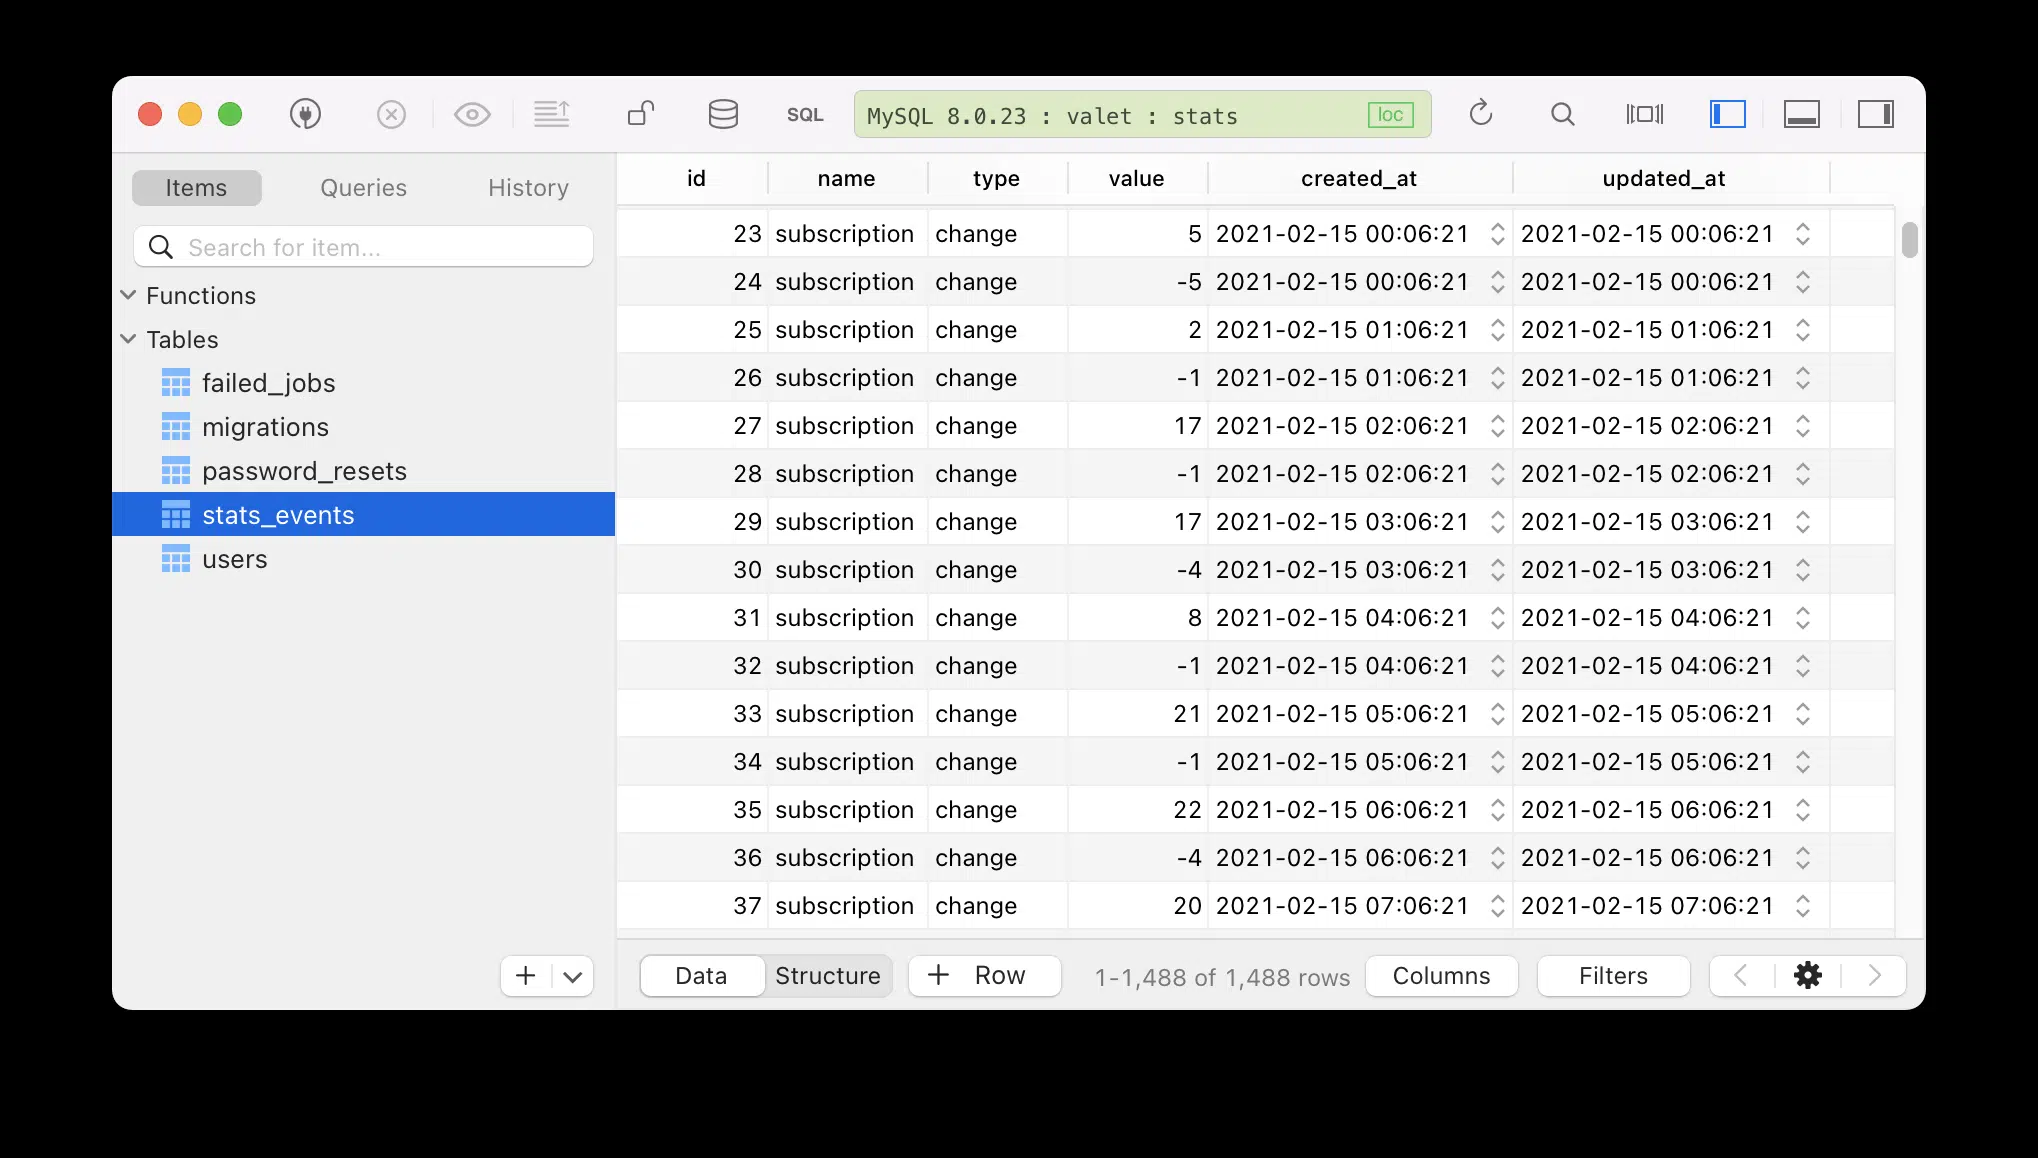 SQL MySQL 8.0.23 : valet : stats loc
Items Queries History
Search for item...
Functions
Tables
failed_jobs
migrations
password_resets
stats_events
users
id name type value created_at updated_at
23 subscription change 5 2021-02-15 00:06:21 2021-02-15 00:06:21
24 subscription change -5 2021-02-15 00:06:21 2021-02-15 00:06:21
25 subscription change 2 2021-02-15 01:06:21 2021-02-15 01:06:21
26 subscription change -1 2021-02-15 01:06:21 2021-02-15 01:06:21
27 subscription change 17 2021-02-15 02:06:21 2021-02-15 02:06:21
28 subscription change -1 2021-02-15 02:06:21 2021-02-15 02:06:21
29 subscription change 17 2021-02-15 03:06:21 2021-02-15 03:06:21
30 subscription change -4 2021-02-15 03:06:21 2021-02-15 03:06:21
31 subscription change 8 2021-02-15 04:06:21 2021-02-15 04:06:21
32 subscription change -1 2021-02-15 04:06:21 2021-02-15 04:06:21
33 subscription change 21 2021-02-15 05:06:21 2021-02-15 05:06:21
34 subscription change -1 2021-02-15 05:06:21 2021-02-15 05:06:21
35 subscription change 22 2021-02-15 06:06:21 2021-02-15 06:06:21
36 subscription change -4 2021-02-15 06:06:21 2021-02-15 06:06:21
37 subscription change 20 2021-02-15 07:06:21 2021-02-15 07:06:21
Data Structure + Row 1-1,488 of 1,488 rows Columns Filters